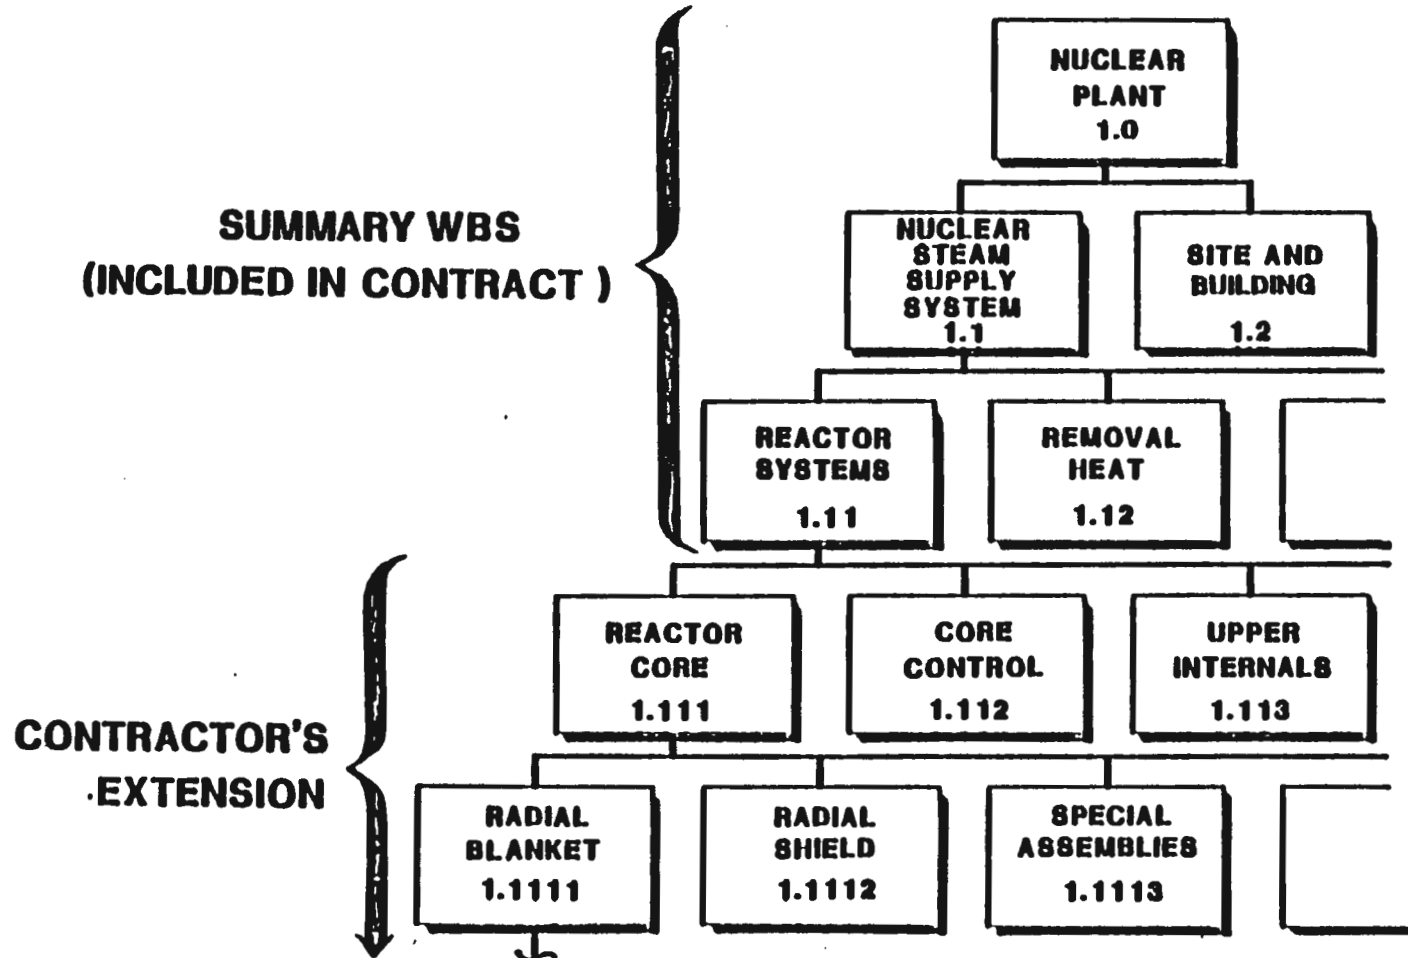 NUCLEAR
PLANT
1.0
SUMMARY WBS
(INCLUDED IN CONTRACT )
NUCLEAR
STEAM
SUPPLY
SYSTEM
1.1
SITE AND
BUILDING
1.2
REACTOR
SYSTEMS
1.11
REMOVAL
HEAT
1.12
CONTRACTOR'S
EXTENSION
REACTOR
CORE
1.111
CORE
CONTROL
1.112
UPPER
INTERNALS
1.113
RADIAL
BLANKET
1.1111
RADIAL
SHIELD
1.1112
SPECIAL
ASSEMBLIES
1.1113